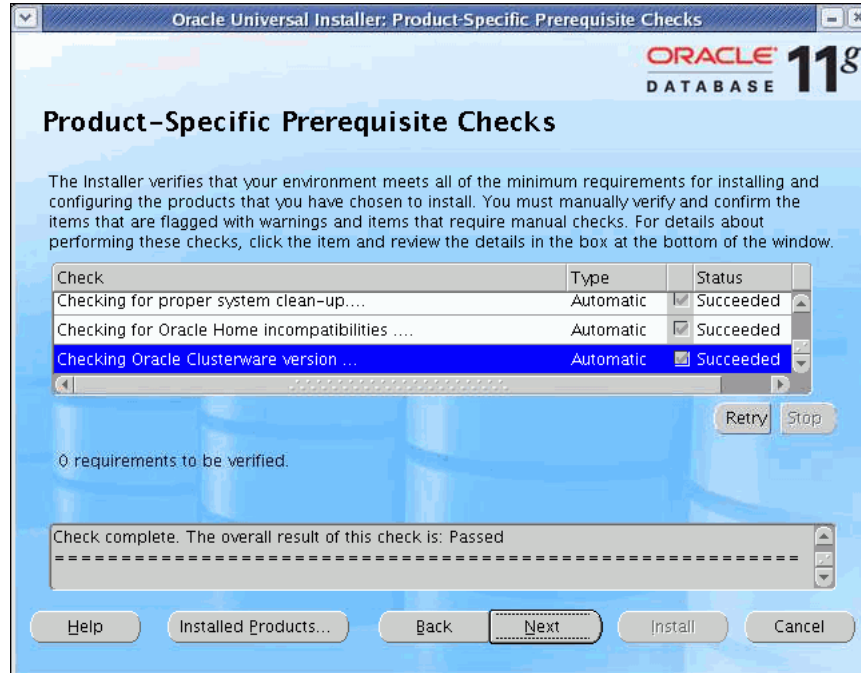 Oracle Universal Installer: Product-Specific Prerequisite Checks
ORACLE 11g
DATABASE
Product-Specific Prerequisite Checks
The Installer verifies that your environment meets all of the minimum requirements for installing and
configuring the products that you have chosen to install. You must manually verify and confirm the
items that are flagged with warnings and items that require manual checks. For details about
performing these checks, click the item and review the details in the box at the bottom of the window.
Check Type Status
Checking for proper system clean-up.... Automatic Succeeded
Checking for Oracle Home incompatibilities .... Automatic Succeeded
Checking Oracle Clusterware version ... Automatic Succeeded
Retry Stop
0 requirements to be verified.
Check complete. The overall result of this check is: Passed
========================================================
Help Installed Products... Back Next Install Cancel